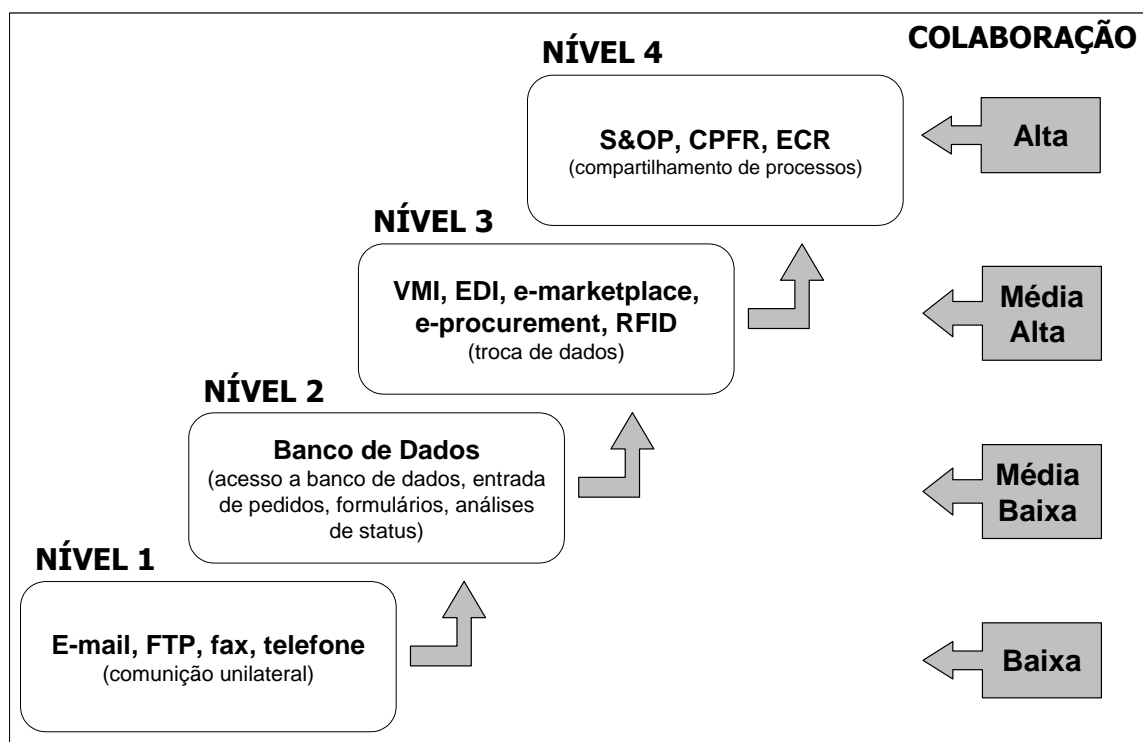 COLABORAÇÃO
NÍVEL 4
S&OP, CPFR, ECR
(compartilhamento de processos)
Alta
NÍVEL 3
VMI, EDI, e-marketplace,
e-procurement, RFID
(troca de dados)
Média
Alta
NÍVEL 2
Banco de Dados
(acesso a banco de dados, entrada
de pedidos, formulários, análises
de status)
Média
Baixa
NÍVEL 1
E-mail, FTP, fax, telefone
(comunição unilateral)
Baixa